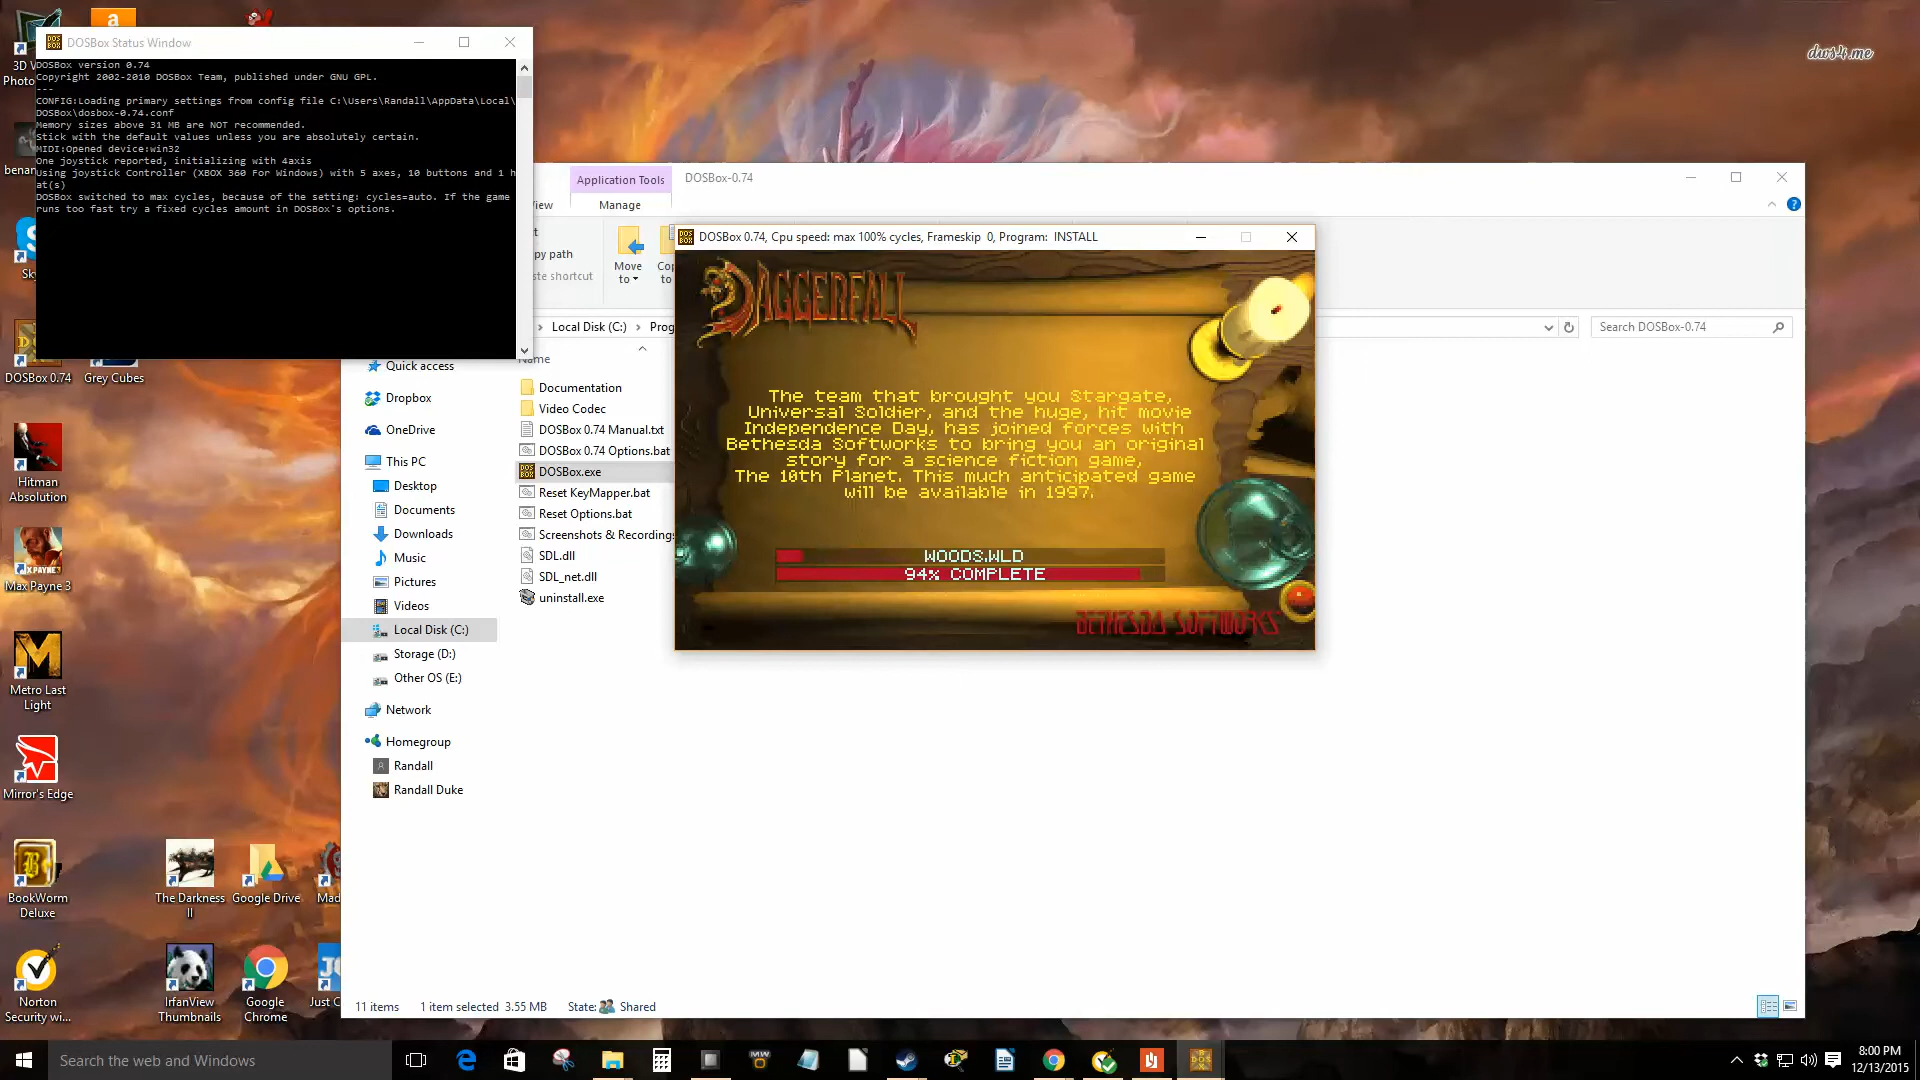 DOSBox Status Window
DOSBox version 0.74
Copyright 2002-2010 DOSBox Team, published under GNU GPL.
---
CONFIG:Loading primary settings from config file C:\Users\Randall\AppData\Local\
DOSBox\dosbox-0.74.conf
Memory sizes above 31 MB are NOT recommended.
Stick with the default values unless you are absolutely certain.
MIDI:Opened device:win32
One joystick reported, initializing with 4axis
Using joystick Controller (XBOX 360 For Windows) with 5 axes, 10 buttons and 1 h
at(s)
DOSBox switched to max cycles, because of the setting: cycles=auto. If the game
runs too fast try a fixed cycles amount in DOSBox's options.
dws4.me
Application Tools
DOSBox-0.74
Manage
Move
to
Local Disk (C:)
Search DOSBox-0.74
Name
Quick access
Dropbox
OneDrive
This PC
Desktop
Documents
Downloads
Music
Pictures
Videos
Local Disk (C:)
Storage (D:)
Other OS (E:)
Network
Homegroup
Randall
Randall Duke
Documentation
Video Codec
DOSBox 0.74 Manual.txt
DOSBox 0.74 Options.bat
DOSBox.exe
Reset KeyMapper.bat
Reset Options.bat
Screenshots & Recordings
SDL.dll
SDL_net.dll
uninstall.exe
DOSBox 0.74, Cpu speed: max 100% cycles, Frameskip 0, Program: INSTALL
DAGGERFALL
The team that brought you Stargate,
Universal Soldier, and the huge, hit movie
Independence Day, has joined forces with
Bethesda Softworks to bring you an original
story for a science fiction game,
The 10th Planet. This much anticipated game
will be available in 1997.
WOODS.WLD
94% COMPLETE
BETHESDA SOFTWORKS
11 items
1 item selected 3.55 MB
State: Shared
DOSBox 0.74
Grey Cubes
Hitman
Absolution
Max Payne 3
Metro Last
Light
Mirror's Edge
BookWorm
Deluxe
The Darkness
II
Google Drive
Norton
Security wi...
IrfanView
Thumbnails
Google
Chrome
Search the web and Windows
8:00 PM
12/13/2015